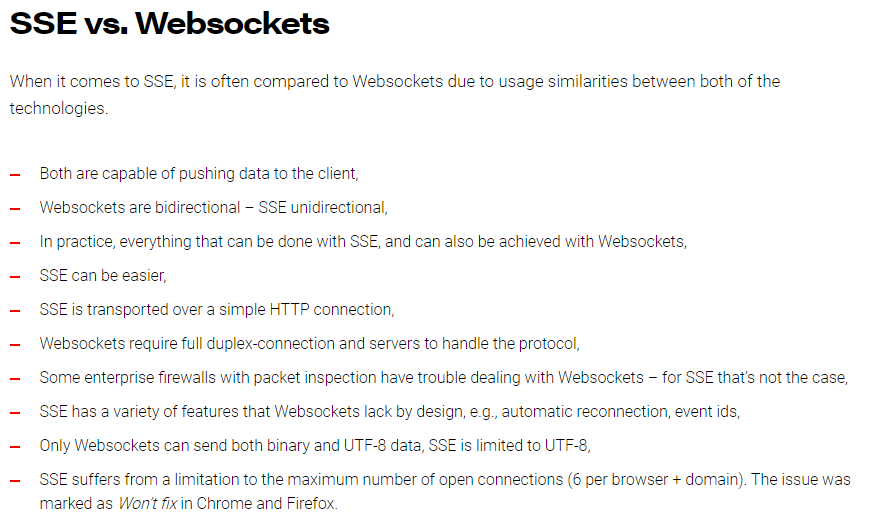 SSE vs. Websockets
When it comes to SSE, it is often compared to Websockets due to usage similarities between both of the
technologies.
– Both are capable of pushing data to the client,
– Websockets are bidirectional – SSE unidirectional,
– In practice, everything that can be done with SSE, and can also be achieved with Websockets,
– SSE can be easier,
– SSE is transported over a simple HTTP connection,
– Websockets require full duplex-connection and servers to handle the protocol,
– Some enterprise firewalls with packet inspection have trouble dealing with Websockets – for SSE that's not the case,
– SSE has a variety of features that Websockets lack by design, e.g., automatic reconnection, event ids,
– Only Websockets can send both binary and UTF-8 data, SSE is limited to UTF-8,
– SSE suffers from a limitation to the maximum number of open connections (6 per browser + domain). The issue was
marked as Won't fix in Chrome and Firefox.